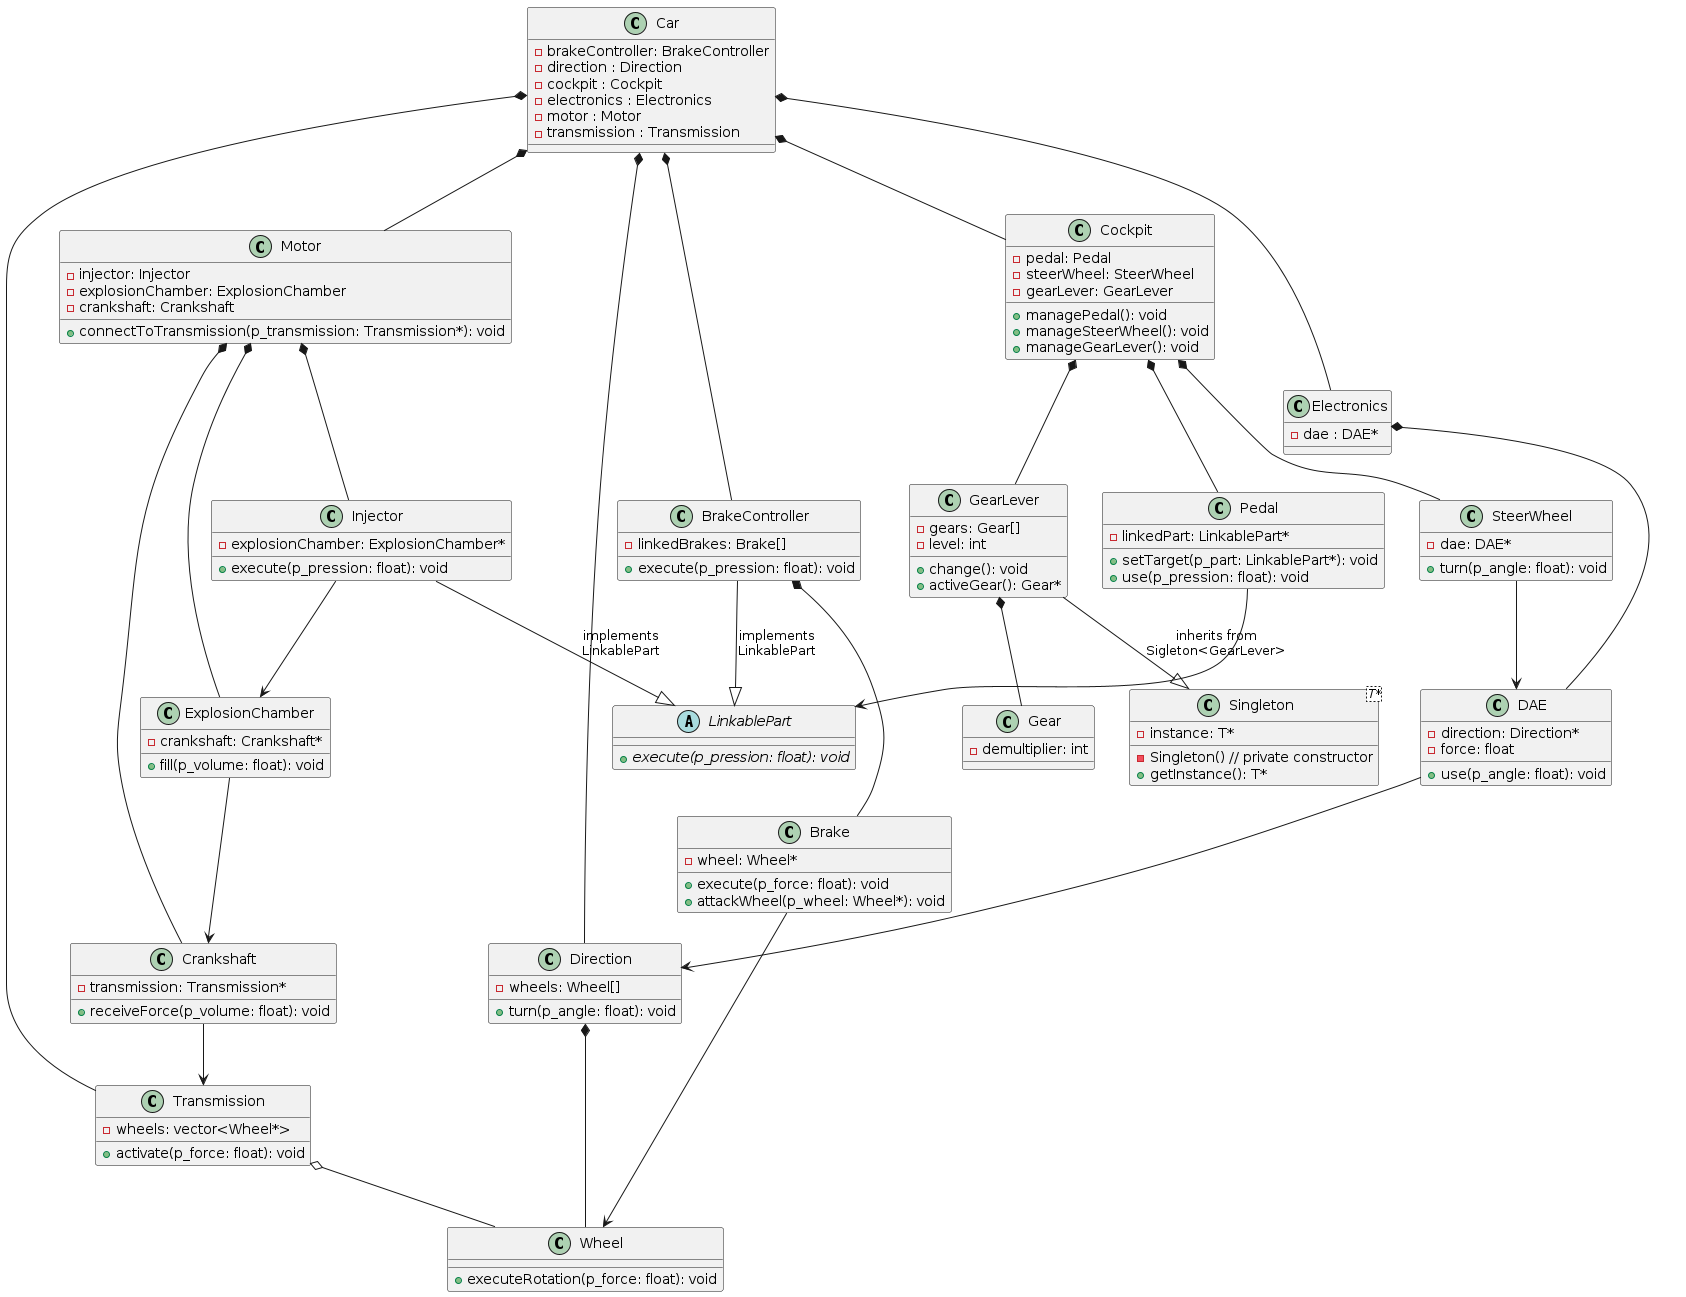 Car
brakeController: BrakeController
direction : Direction
cockpit : Cockpit
electronics : Electronics
motor : Motor
transmission : Transmission
Motor
injector: Injector
explosionChamber: ExplosionChamber
crankshaft: Crankshaft
connectToTransmission(p_transmission: Transmission*): void
Cockpit
pedal: Pedal
steerWheel: SteerWheel
gearLever: GearLever
managePedal(): void
manageSteerWheel(): void
manageGearLever(): void
Electronics
dae : DAE*
Injector
explosionChamber: ExplosionChamber*
execute(p_pression: float): void
BrakeController
linkedBrakes: Brake[]
execute(p_pression: float): void
GearLever
gears: Gear[]
level: int
change(): void
activeGear(): Gear*
Pedal
linkedPart: LinkablePart*
setTarget(p_part: LinkablePart*): void
use(p_pression: float): void
SteerWheel
dae: DAE*
turn(p_angle: float): void
implements
LinkablePart
implements
LinkablePart
inherits from
Sigleton<GearLever>
ExplosionChamber
crankshaft: Crankshaft*
fill(p_volume: float): void
LinkablePart
execute(p_pression: float): void
Gear
demultiplier: int
Singleton
T*
instance: T*
Singleton() // private constructor
getInstance(): T*
DAE
direction: Direction*
force: float
use(p_angle: float): void
Brake
wheel: Wheel*
execute(p_force: float): void
attackWheel(p_wheel: Wheel*): void
Crankshaft
transmission: Transmission*
receiveForce(p_volume: float): void
Direction
wheels: Wheel[]
turn(p_angle: float): void
Transmission
wheels: vector<Wheel*>
activate(p_force: float): void
Wheel
executeRotation(p_force: float): void